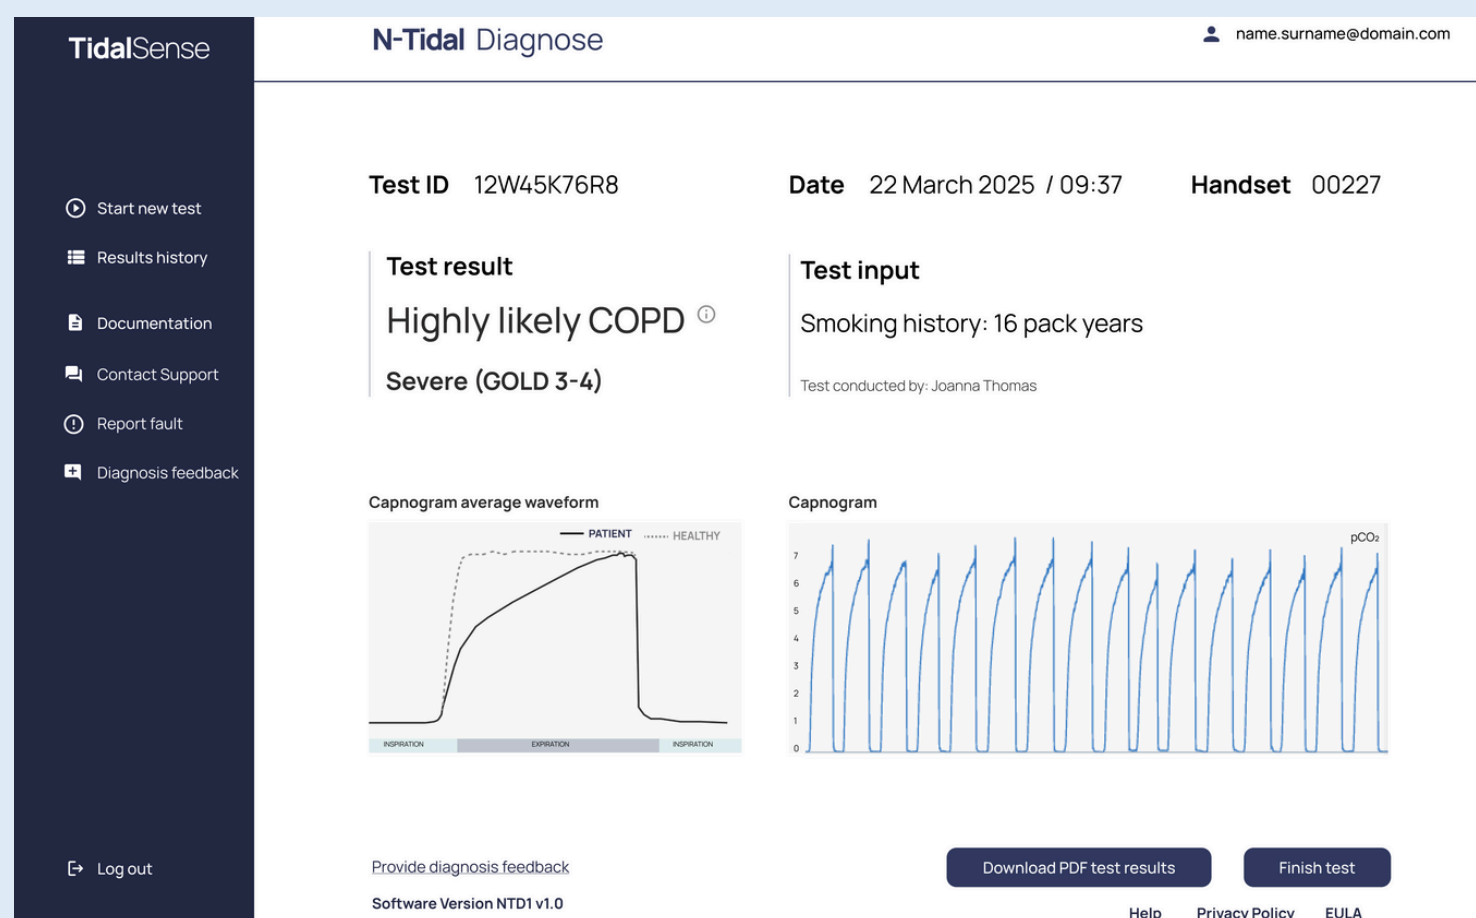 TidalSense
N-Tidal Diagnose
name.surname@domain.com
Start new test
Results history
Documentation
Contact Support
Report fault
Diagnosis feedback
Log out
Test ID 12W45K76R8
Date 22 March 2025 / 09:37
Handset 00227
Test result
Highly likely COPD
Severe (GOLD 3-4)
Test input
Smoking history: 16 pack years
Test conducted by: Joanna Thomas
Capnogram average waveform
PATIENT
HEALTHY
INSPIRATION
EXPIRATION
INSPIRATION
Capnogram
pCO₂
7
6
5
4
3
2
1
0
Provide diagnosis feedback
Software Version NTD1 v1.0
Download PDF test results
Finish test
Help
Privacy Policy
EULA